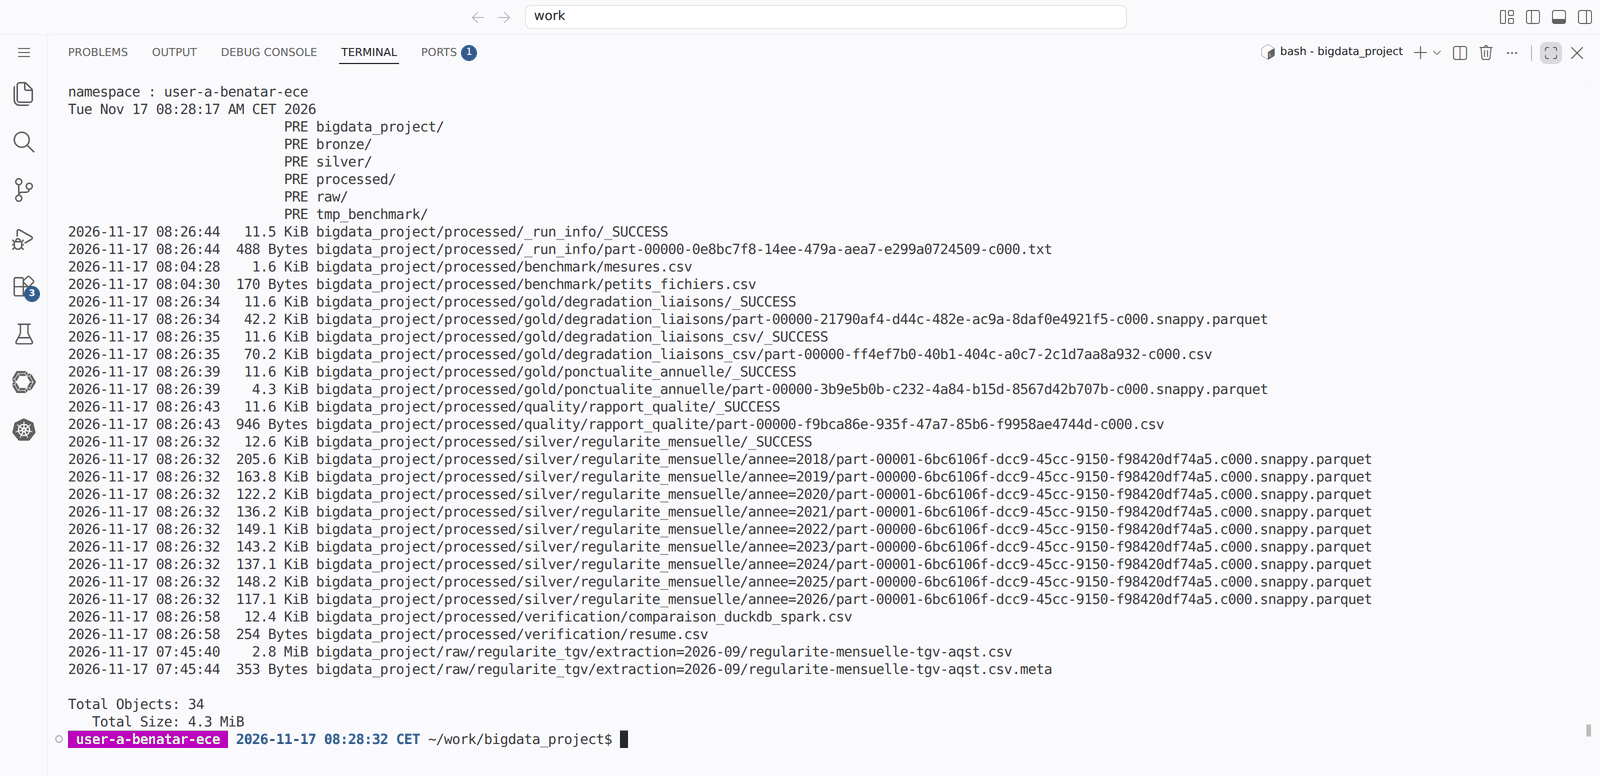 work
PROBLEMS OUTPUT DEBUG CONSOLE TERMINAL PORTS 1 bash - bigdata_project
namespace : user-a-benatar-ece
Tue Nov 17 08:28:17 AM CET 2026
PRE bigdata_project/
PRE bronze/
PRE silver/
PRE processed/
PRE raw/
PRE tmp_benchmark/
2026-11-17 08:26:44 11.5 KiB bigdata_project/processed/_run_info/_SUCCESS
2026-11-17 08:26:44 488 Bytes bigdata_project/processed/_run_info/part-00000-0e8bc7f8-14ee-479a-aea7-e299a0724509-c000.txt
2026-11-17 08:04:28 1.6 KiB bigdata_project/processed/benchmark/mesures.csv
2026-11-17 08:04:30 170 Bytes bigdata_project/processed/benchmark/petits_fichiers.csv
2026-11-17 08:26:34 11.6 KiB bigdata_project/processed/gold/degradation_liaisons/_SUCCESS
2026-11-17 08:26:34 42.2 KiB bigdata_project/processed/gold/degradation_liaisons/part-00000-21790af4-d44c-482e-ac9a-8daf0e4921f5-c000.snappy.parquet
2026-11-17 08:26:35 11.6 KiB bigdata_project/processed/gold/degradation_liaisons_csv/_SUCCESS
2026-11-17 08:26:35 70.2 KiB bigdata_project/processed/gold/degradation_liaisons_csv/part-00000-ff4ef7b0-40b1-404c-a0c7-2c1d7aa8a932-c000.csv
2026-11-17 08:26:39 11.6 KiB bigdata_project/processed/gold/ponctualite_annuelle/_SUCCESS
2026-11-17 08:26:39 4.3 KiB bigdata_project/processed/gold/ponctualite_annuelle/part-00000-3b9e5b0b-c232-4a84-b15d-8567d42b707b-c000.snappy.parquet
2026-11-17 08:26:43 11.6 KiB bigdata_project/processed/quality/rapport_qualite/_SUCCESS
2026-11-17 08:26:43 946 Bytes bigdata_project/processed/quality/rapport_qualite/part-00000-f9bca86e-935f-47a7-85b6-f9958ae4744d-c000.csv
2026-11-17 08:26:32 12.6 KiB bigdata_project/processed/silver/regularite_mensuelle/_SUCCESS
2026-11-17 08:26:32 205.6 KiB bigdata_project/processed/silver/regularite_mensuelle/annee=2018/part-00001-6bc6106f-dcc9-45cc-9150-f98420df74a5.c000.snappy.parquet
2026-11-17 08:26:32 163.8 KiB bigdata_project/processed/silver/regularite_mensuelle/annee=2019/part-00001-6bc6106f-dcc9-45cc-9150-f98420df74a5.c000.snappy.parquet
2026-11-17 08:26:32 122.2 KiB bigdata_project/processed/silver/regularite_mensuelle/annee=2020/part-00001-6bc6106f-dcc9-45cc-9150-f98420df74a5.c000.snappy.parquet
2026-11-17 08:26:32 136.2 KiB bigdata_project/processed/silver/regularite_mensuelle/annee=2021/part-00001-6bc6106f-dcc9-45cc-9150-f98420df74a5.c000.snappy.parquet
2026-11-17 08:26:32 149.1 KiB bigdata_project/processed/silver/regularite_mensuelle/annee=2022/part-00000-6bc6106f-dcc9-45cc-9150-f98420df74a5.c000.snappy.parquet
2026-11-17 08:26:32 143.2 KiB bigdata_project/processed/silver/regularite_mensuelle/annee=2023/part-00000-6bc6106f-dcc9-45cc-9150-f98420df74a5.c000.snappy.parquet
2026-11-17 08:26:32 137.1 KiB bigdata_project/processed/silver/regularite_mensuelle/annee=2024/part-00001-6bc6106f-dcc9-45cc-9150-f98420df74a5.c000.snappy.parquet
2026-11-17 08:26:32 148.2 KiB bigdata_project/processed/silver/regularite_mensuelle/annee=2025/part-00000-6bc6106f-dcc9-45cc-9150-f98420df74a5.c000.snappy.parquet
2026-11-17 08:26:32 117.1 KiB bigdata_project/processed/silver/regularite_mensuelle/annee=2026/part-00001-6bc6106f-dcc9-45cc-9150-f98420df74a5.c000.snappy.parquet
2026-11-17 08:26:58 12.4 KiB bigdata_project/processed/verification/comparaison_duckdb_spark.csv
2026-11-17 08:26:58 254 Bytes bigdata_project/processed/verification/resume.csv
2026-11-17 07:45:40 2.8 MiB bigdata_project/raw/regularite_tgv/extraction=2026-09/regularite-mensuelle-tgv-aqst.csv
2026-11-17 07:45:44 353 Bytes bigdata_project/raw/regularite_tgv/extraction=2026-09/regularite-mensuelle-tgv-aqst.csv.meta
Total Objects: 34
Total Size: 4.3 MiB
user-a-benatar-ece 2026-11-17 08:28:32 CET ~/work/bigdata_project$
3